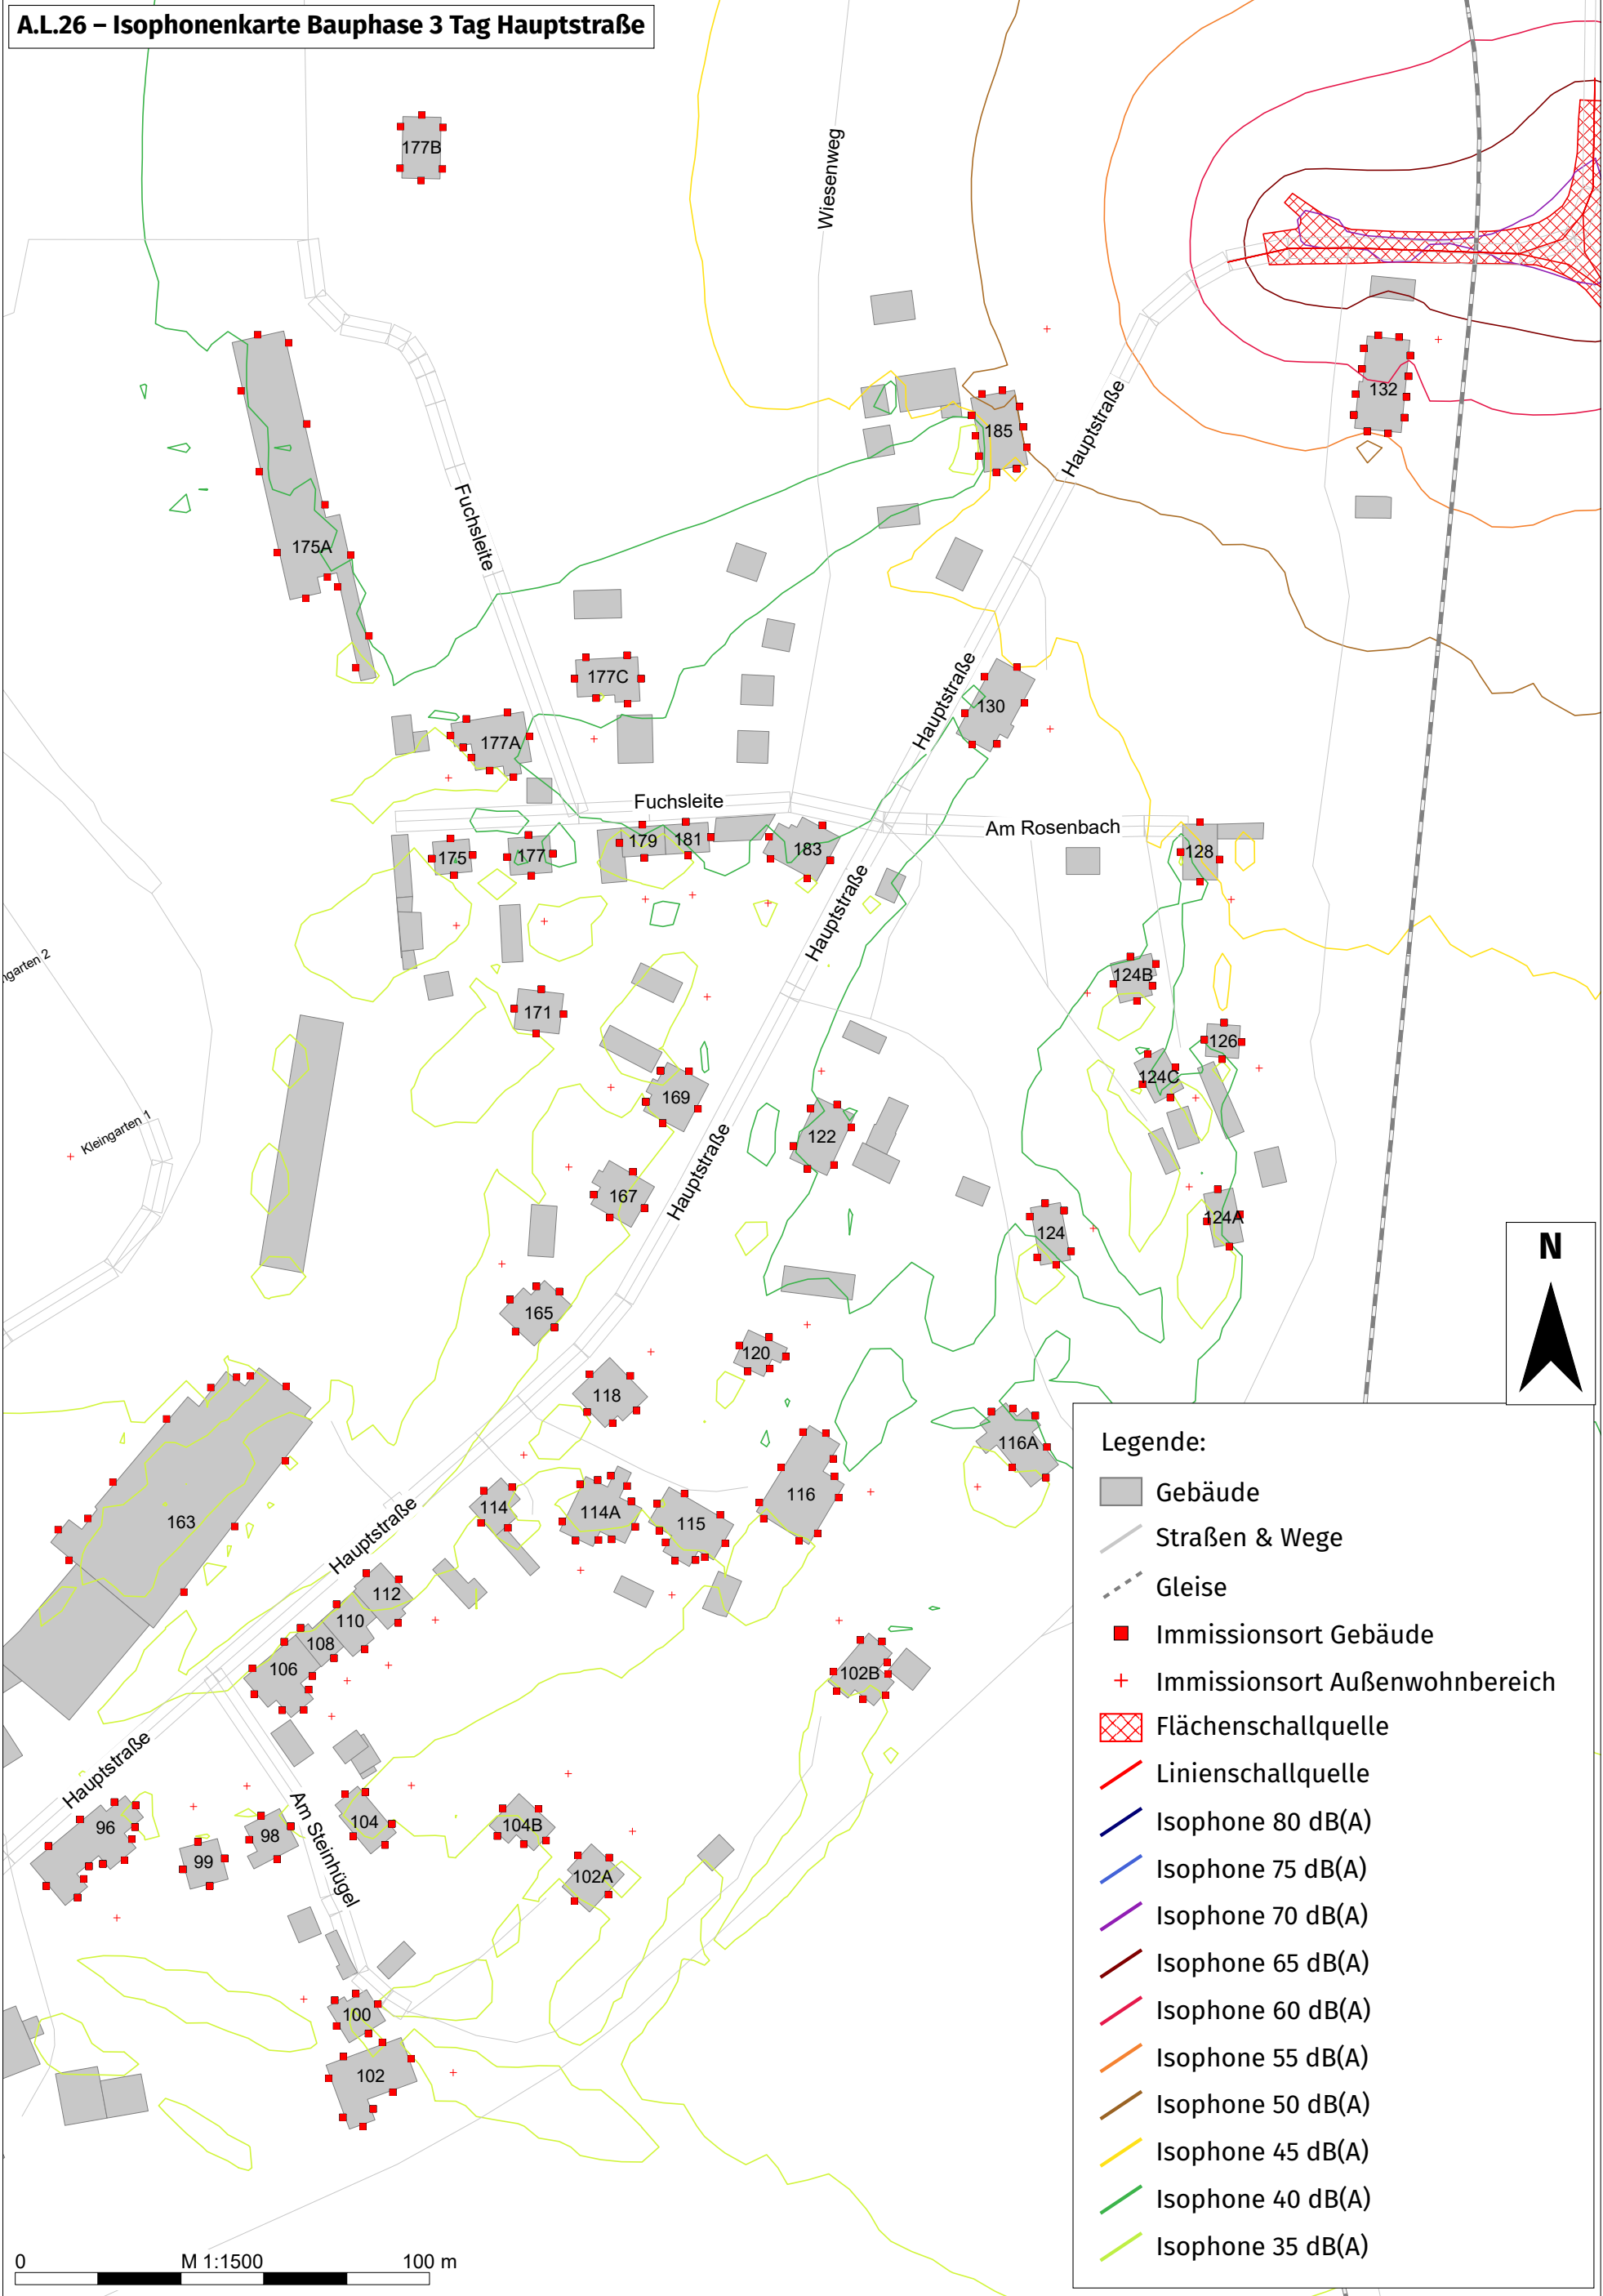 A.L.26 – Isophonenkarte Bauphase 3 Tag Hauptstraße
177B
Wiesenweg
132
185
Hauptstraße
Fuchsleite
175A
177C
Hauptstraße
130
177A
Fuchsleite
Am Rosenbach
179
181
183
175
177
128
Hauptstraße
ngarten 2
124B
171
126
124C
169
Kleingarten 1
122
Hauptstraße
167
124A
124
N
165
120
118
116A
116
114
114A
115
163
Hauptstraße
112
110
108
106
102B
Hauptstraße
Am Steinhügel
96
104
98
104B
99
102A
100
102
Legende:
Gebäude
Straßen & Wege
Gleise
Immissionsort Gebäude
Immissionsort Außenwohnbereich
Flächenschallquelle
Linienschallquelle
Isophone 80 dB(A)
Isophone 75 dB(A)
Isophone 70 dB(A)
Isophone 65 dB(A)
Isophone 60 dB(A)
Isophone 55 dB(A)
Isophone 50 dB(A)
Isophone 45 dB(A)
Isophone 40 dB(A)
Isophone 35 dB(A)
0 M 1:1500 100 m